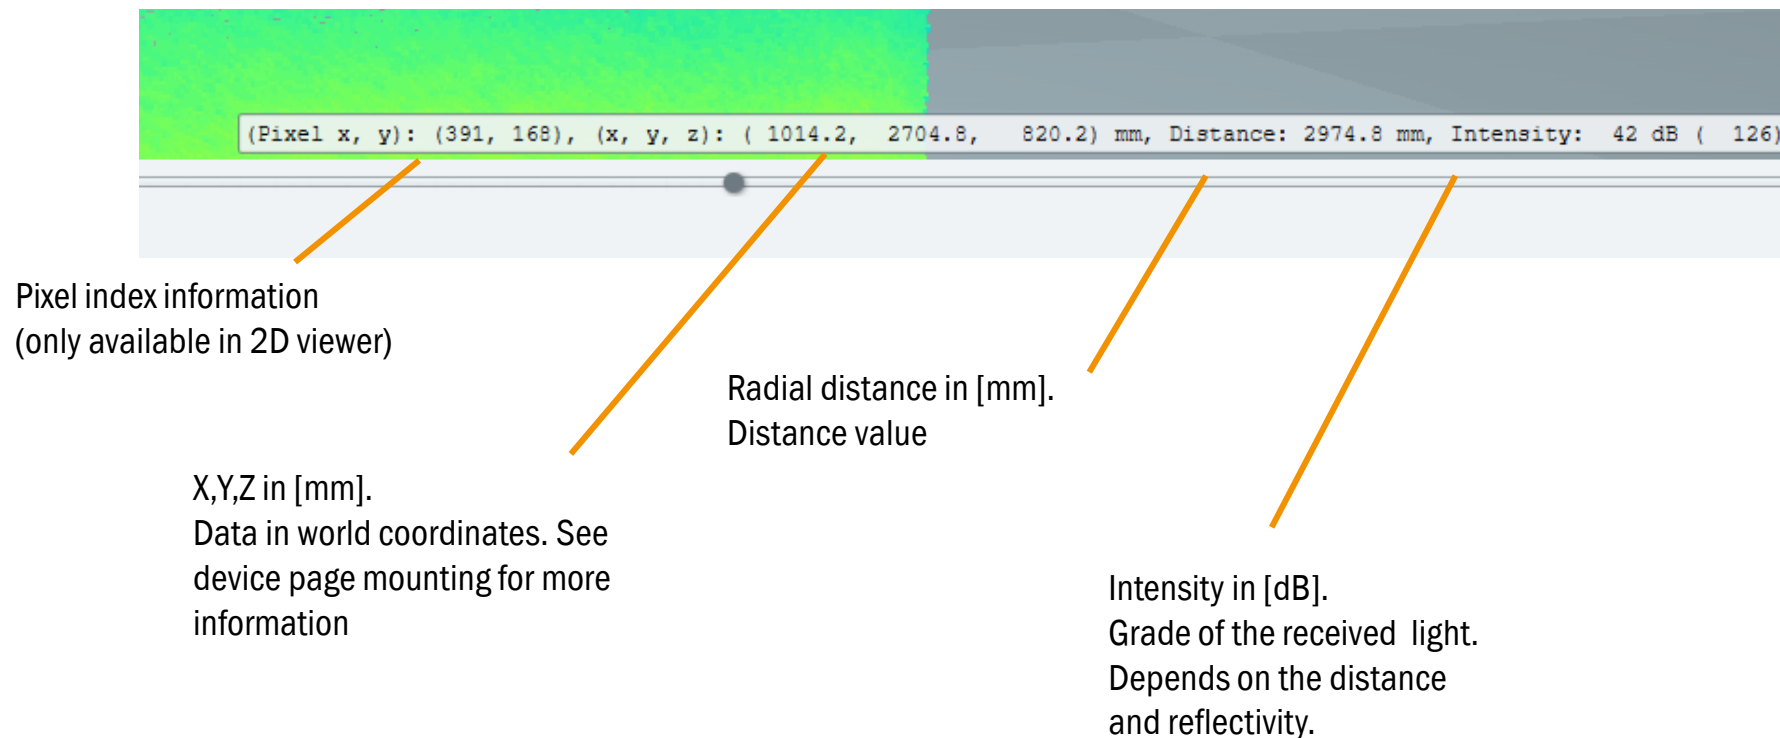 (Pixel x, y): (391, 168), (x, y, z): ( 1014.2, 2704.8, 820.2) mm, Distance: 2974.8 mm, Intensity: 42 dB ( 126)
Pixel index information
(only available in 2D viewer)
Radial distance in [mm].
Distance value
X,Y,Z in [mm].
Data in world coordinates. See
device page mounting for more
information
Intensity in [dB].
Grade of the received light.
Depends on the distance
and reflectivity.